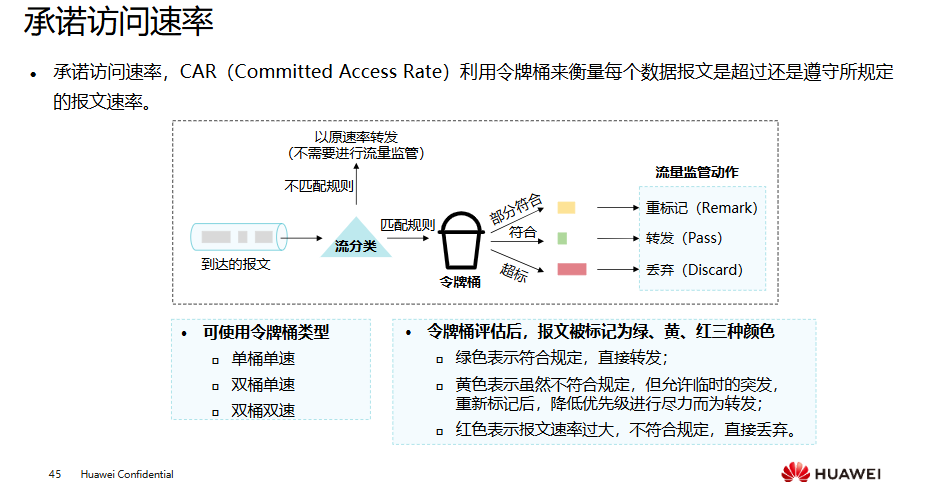 承诺访问速率
• 承诺访问速率，CAR（Committed Access Rate）利用令牌桶来衡量每个数据报文是超过还是遵守所规定
的报文速率。
以原速率转发
（不需要进行流量监管）
流量监管动作
不匹配规则
部分符合
重标记（Remark）
匹配规则
符合
转发（Pass）
流分类
到达的报文
超标
丢弃（Discard）
令牌桶
• 可使用令牌桶类型
▫ 单桶单速
▫ 双桶单速
▫ 双桶双速
• 令牌桶评估后，报文被标记为绿、黄、红三种颜色
▫ 绿色表示符合规定，直接转发；
▫ 黄色表示虽然不符合规定，但允许临时的突发，
重新标记后，降低优先级进行尽力而为转发；
▫ 红色表示报文速率过大，不符合规定，直接丢弃。
45 Huawei Confidential
HUAWEI